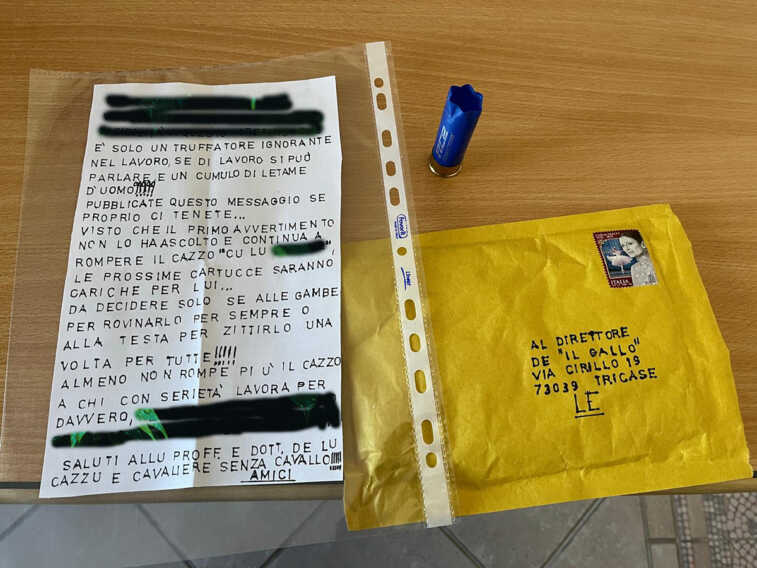 E' SOLO UN TRUFFATORE IGNORANTE
NEL LAVORO, SE DI LAVORO SI PUÒ
PARLARE E UN CUMULO DI LETAME
D'UOMO!!!!!
PUBBLICATE QUESTO MESSAGGIO SE
PROPRIO CI TENETE...
VISTO CHE IL PRIMO AVVERTIMENTO
NON LO HA ASCOLTO E CONTINUA A
ROMPERE IL CAZZO "CU LU
LE PROSSIME CARTUCCE SARANNO
CARICHE PER LUI...
DA DECIDERE SOLO SE ALLE GAMBE
PER ROVINARLO PER SEMPRE O
ALLA TESTA PER ZITTIRLO UNA
VOLTA PER TUTTE!!!!!
ALMENO NON ROMPE PIU' IL CAZZO
A CHI CON SERIETÀ LAVORA PER
DAVVERO,
SALUTI ALLU PROFF. E DOTT. DE LU
CAZZU E CAVALIERE SENZA CAVALLO!!!!!
AMICI
ITALIA
AL DIRETTORE
DE "IL GALLO"
VIA CIRILLO 19
73039 TRICASE
LE